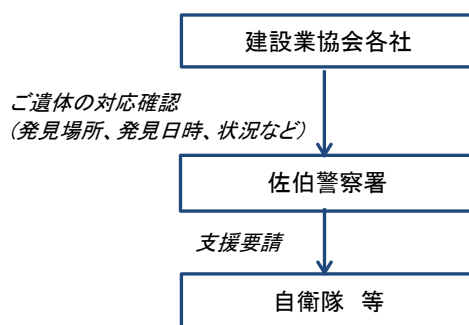 建設業協会各社
ご遺体の対応確認
(発見場所、発見日時、状況など)
佐伯警察署
支援要請
自衛隊　等